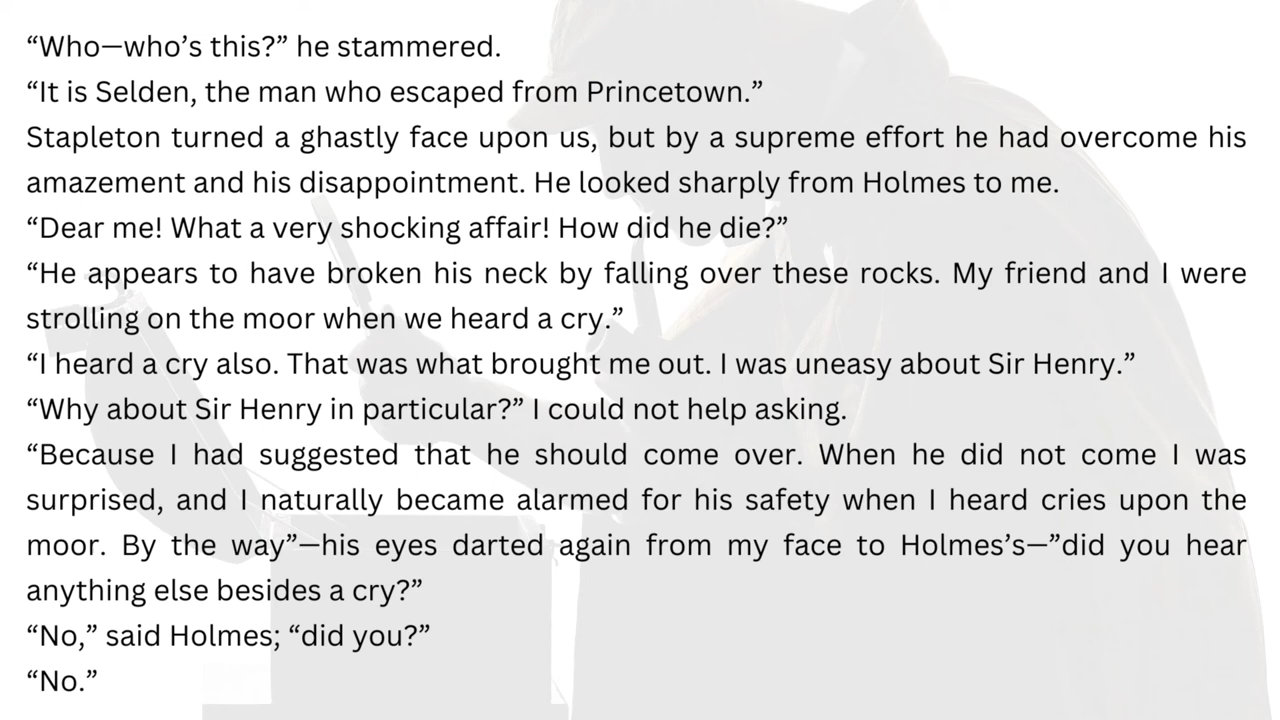 “Who—who’s this?” he stammered.
“It is Selden, the man who escaped from Princetown.”
Stapleton turned a ghastly face upon us, but by a supreme effort he had overcome his
amazement and his disappointment. He looked sharply from Holmes to me.
“Dear me! What a very shocking affair! How did he die?”
“He appears to have broken his neck by falling over these rocks. My friend and I were
strolling on the moor when we heard a cry.”
“I heard a cry also. That was what brought me out. I was uneasy about Sir Henry.”
“Why about Sir Henry in particular?” I could not help asking.
“Because I had suggested that he should come over. When he did not come I was
surprised, and I naturally became alarmed for his safety when I heard cries upon the
moor. By the way”—his eyes darted again from my face to Holmes’s—”did you hear
anything else besides a cry?”
“No,” said Holmes; “did you?”
“No.”